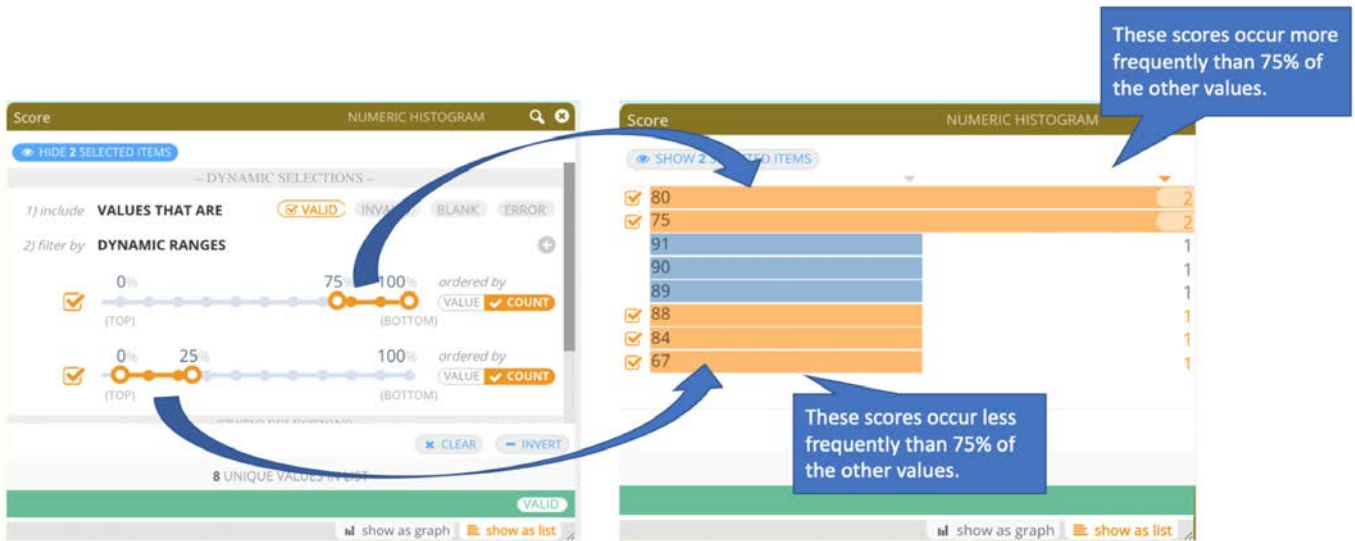 These scores occur more
frequently than 75% of
the other values.
Score NUMERIC HISTOGRAM
HIDE 2 SELECTED ITEMS
– DYNAMIC SELECTIONS –
1) include VALUES THAT ARE VALID BLANK ERROR
2) filter by DYNAMIC RANGES
0% 75% 100% ordered by
VALUE COUNT
(TOP) (BOTTOM)
0% 25% 100% ordered by
VALUE COUNT
(TOP) (BOTTOM)
CLEAR INVERT
8 UNIQUE VALUES IN LIST
VALID
show as graph show as list
Score NUMERIC HISTOGRAM
SHOW 2 ITEMS
80 2
75 2
91 1
90 1
89 1
88 1
84 1
67 1
These scores occur less
frequently than 75% of
the other values.
show as graph show as list